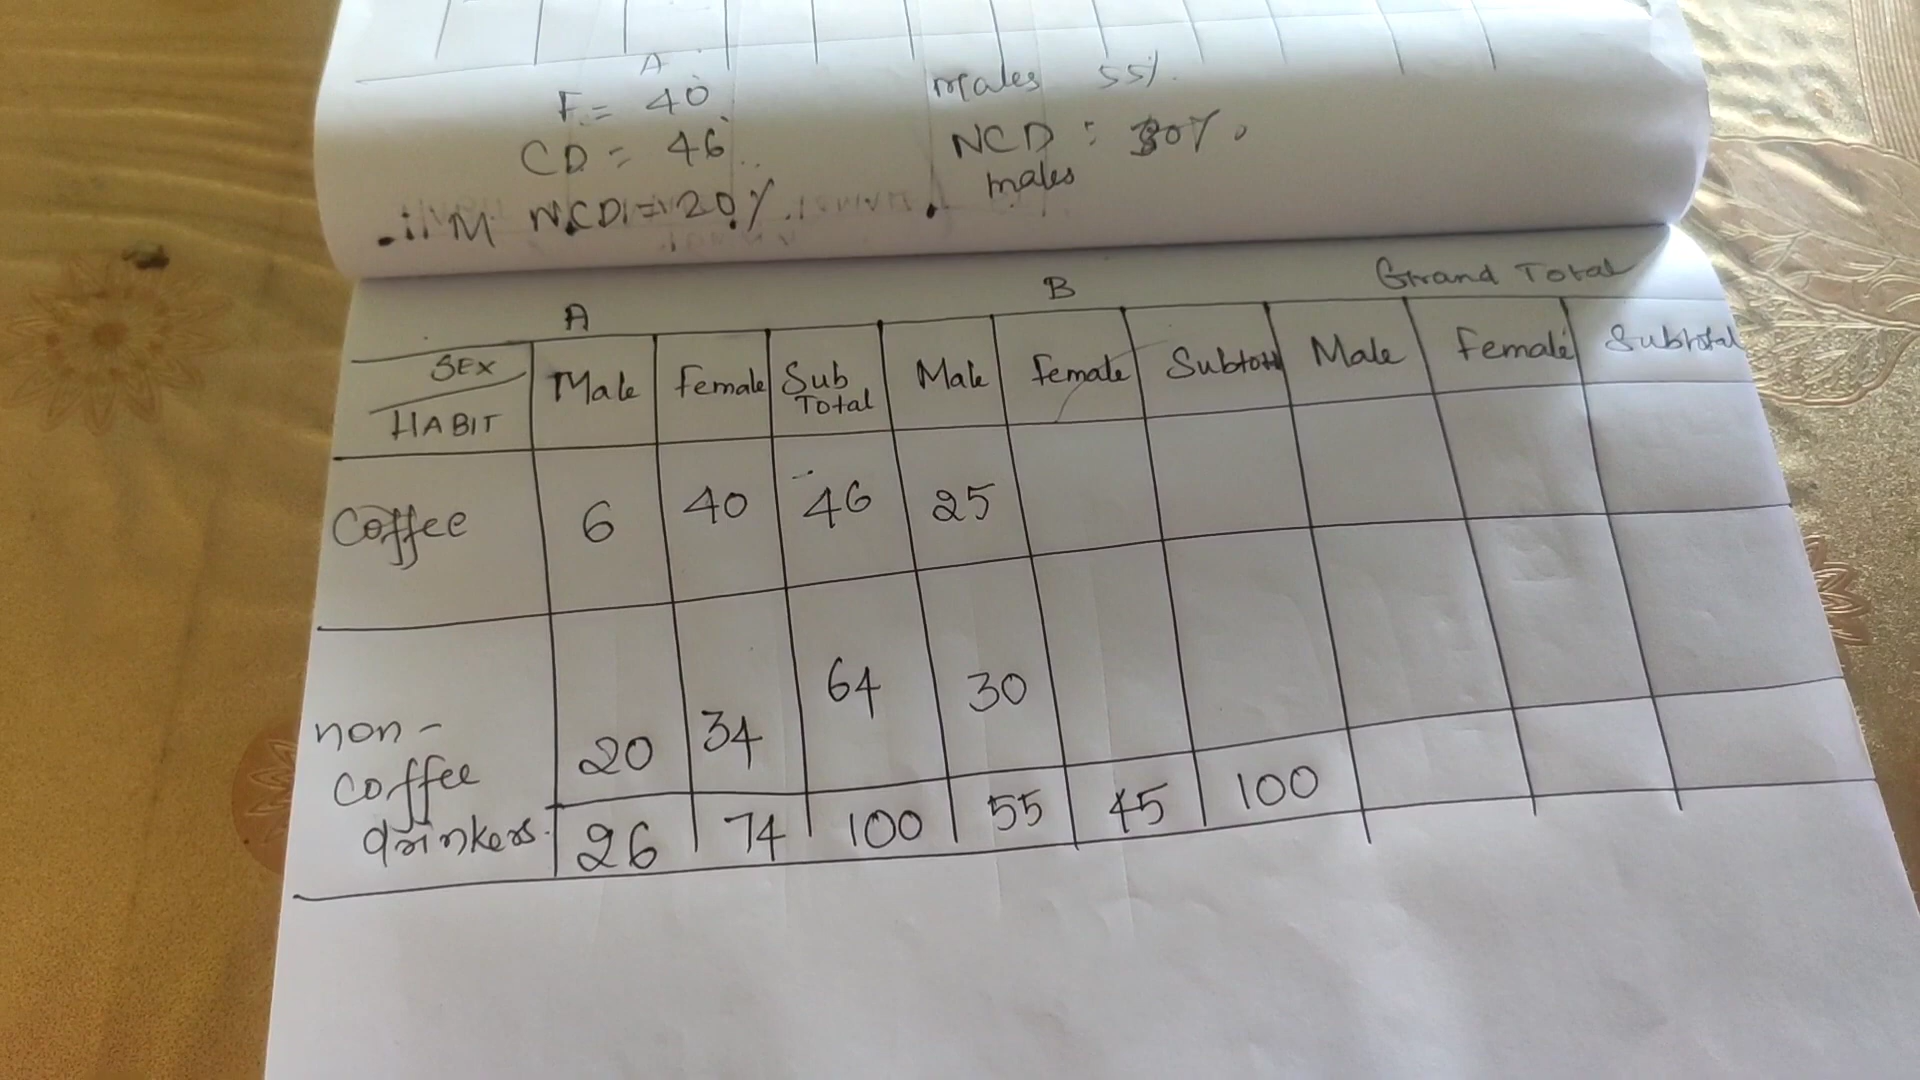 A
F = 40
CD = 46
∴ M NCD = 20%.
males 55%.
NCD : 30%.
males
A
B
Grand Total
SEX
HABIT
Male
Female
Sub Total
Male
Female
Subtotal
Male
Female
Subtotal
Coffee 6 40 46 25
non-coffee drinkers. 20 34 64 30
26 74 100 55 45 100